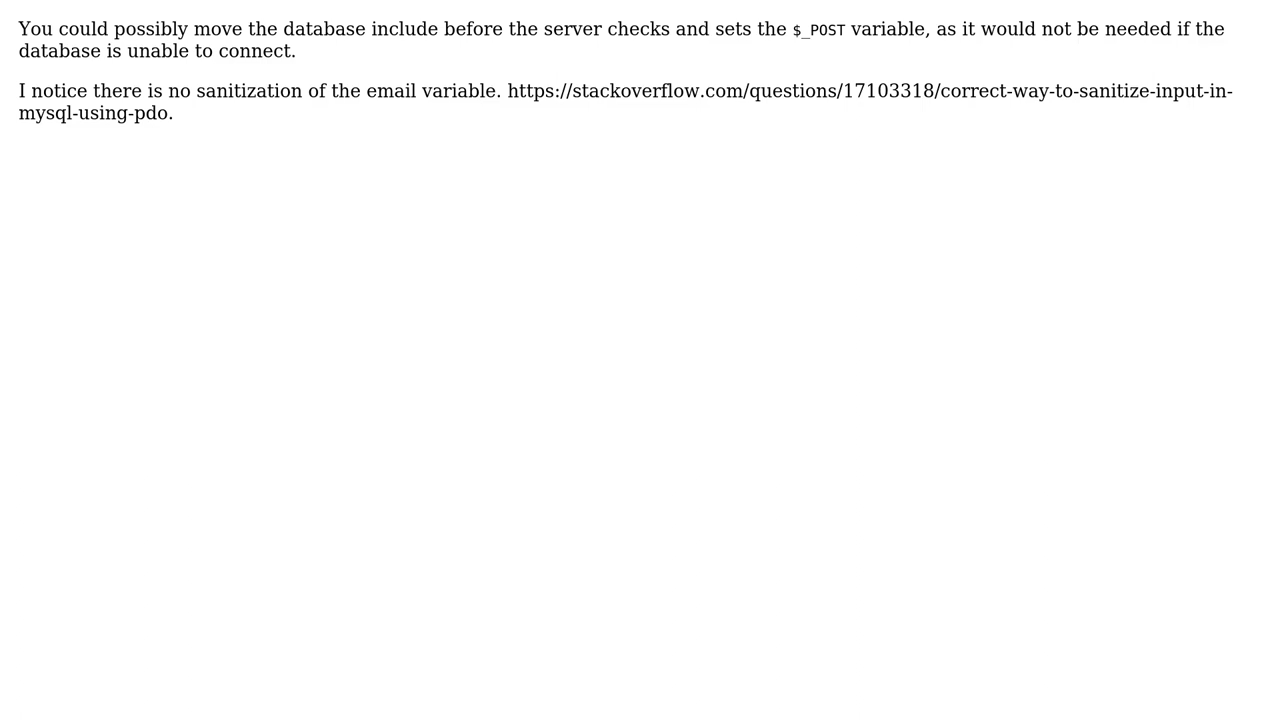 You could possibly move the database include before the server checks and sets the $_POST variable, as it would not be needed if the
database is unable to connect.
I notice there is no sanitization of the email variable. https://stackoverflow.com/questions/17103318/correct-way-to-sanitize-input-in-
mysql-using-pdo.